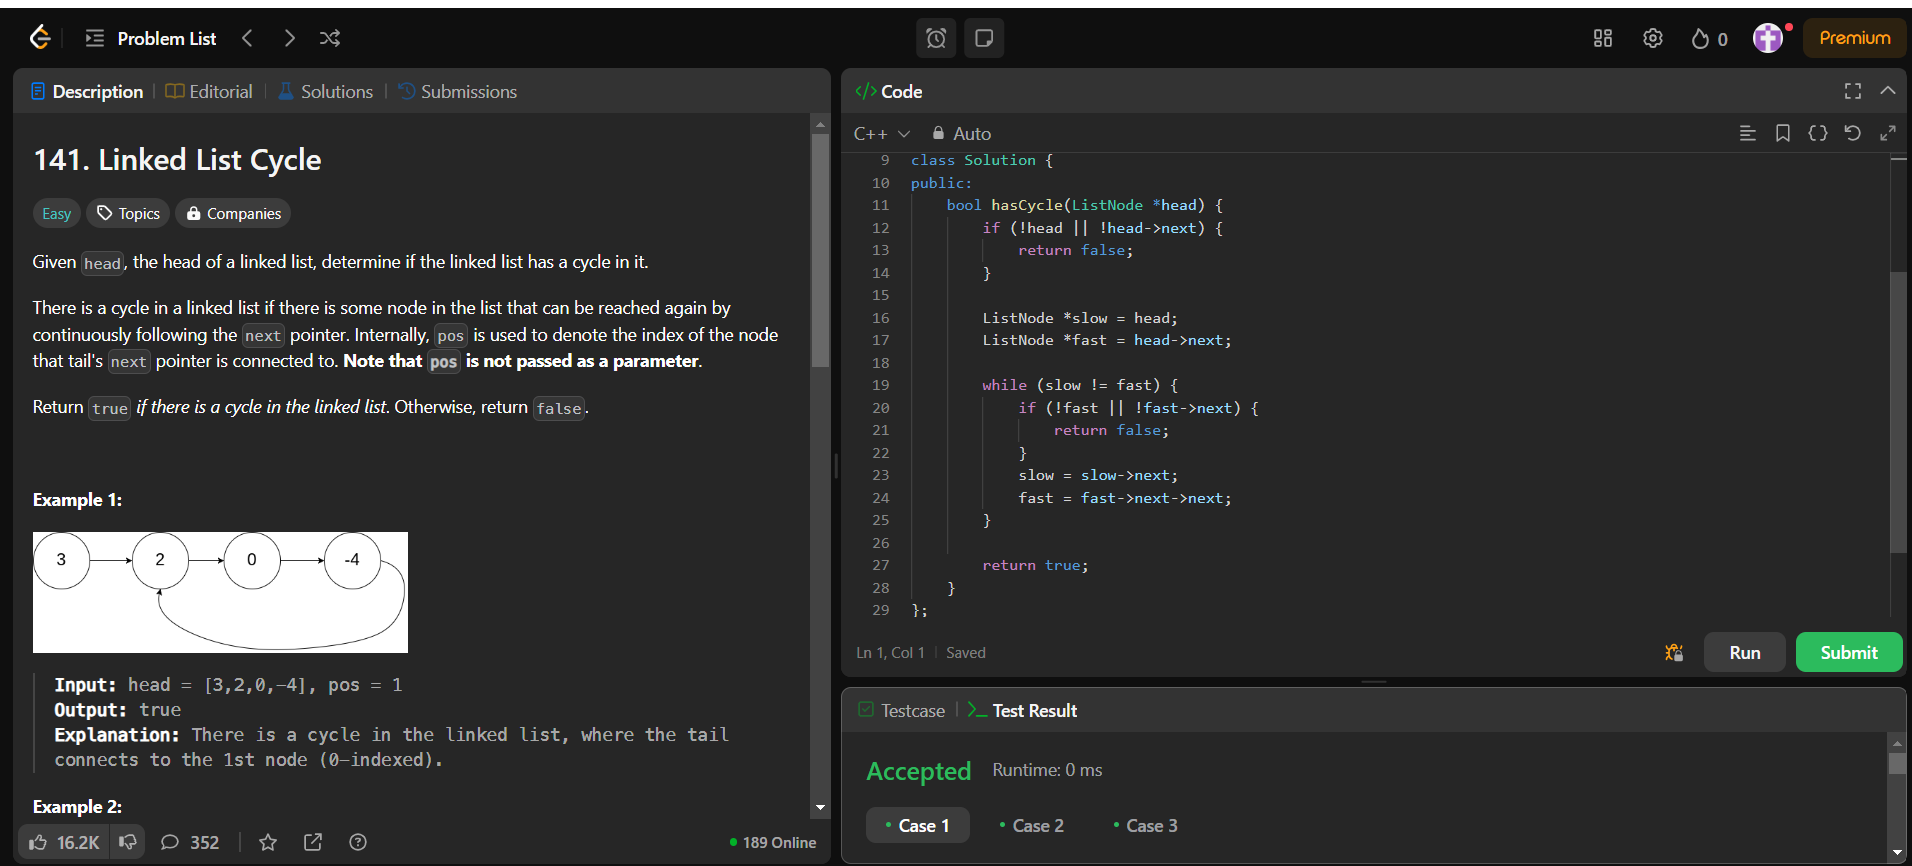 Problem List
0
Premium
Description
Editorial
Solutions
Submissions
141. Linked List Cycle
Easy
Topics
Companies
Given head, the head of a linked list, determine if the linked list has a cycle in it.
There is a cycle in a linked list if there is some node in the list that can be reached again by
continuously following the next pointer. Internally, pos is used to denote the index of the node
that tail's next pointer is connected to. Note that pos is not passed as a parameter.
Return true if there is a cycle in the linked list. Otherwise, return false.
Example 1:
3 2 0 -4
Input: head = [3,2,0,-4], pos = 1
Output: true
Explanation: There is a cycle in the linked list, where the tail
connects to the 1st node (0-indexed).
Example 2:
16.2K
352
189 Online
</> Code
C++
Auto
9 class Solution {
10 public:
11 bool hasCycle(ListNode *head) {
12 if (!head || !head->next) {
13 return false;
14 }
15
16 ListNode *slow = head;
17 ListNode *fast = head->next;
18
19 while (slow != fast) {
20 if (!fast || !fast->next) {
21 return false;
22 }
23 slow = slow->next;
24 fast = fast->next->next;
25 }
26
27 return true;
28 }
29 };
Ln 1, Col 1
Saved
Run
Submit
Testcase
Test Result
Accepted
Runtime: 0 ms
Case 1
Case 2
Case 3